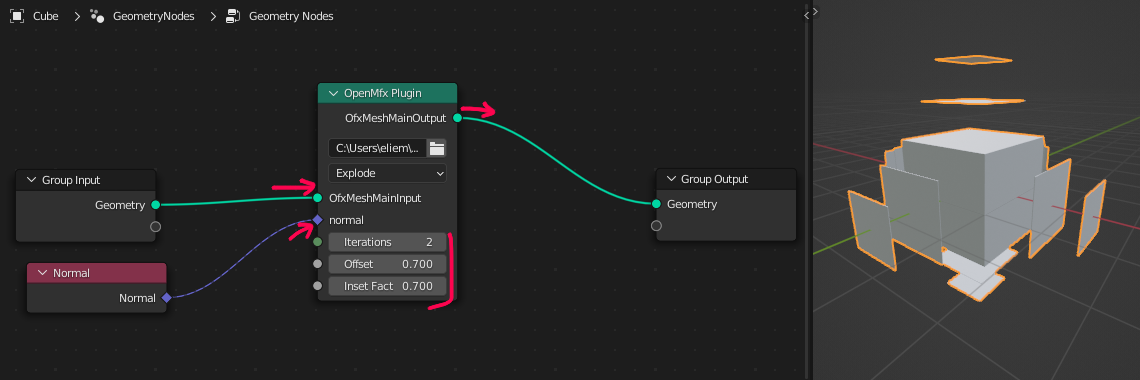 Cube > GeometryNodes > Geometry Nodes
OpenMfx Plugin
OfxMeshMainOutput
C:\Users\eliem\...
Explode
OfxMeshMainInput
normal
Iterations 2
Offset 0.700
Inset Fact 0.700
Group Input
Geometry
Normal
Normal
Group Output
Geometry